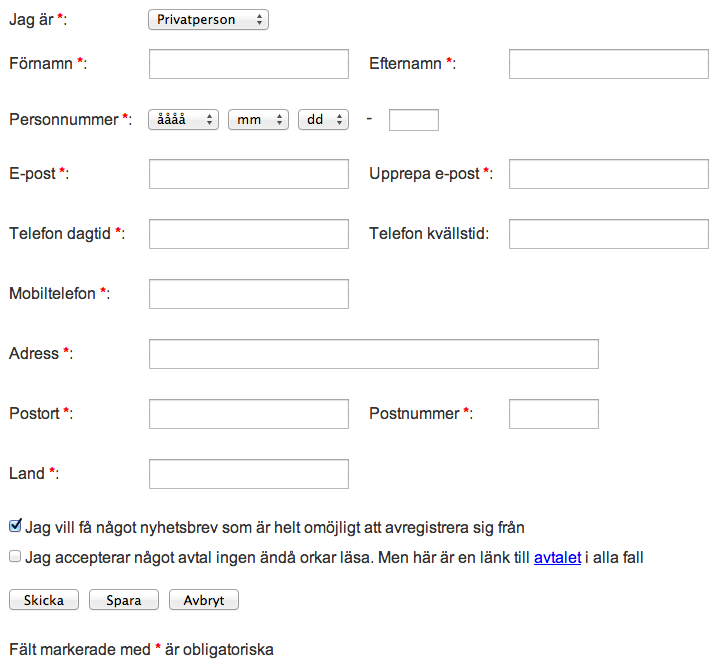 Jag är *: Privatperson
Förnamn *: Efternamn *:
Personnummer *: åååå mm dd -
E-post *: Upprepa e-post *:
Telefon dagtid *: Telefon kvällstid:
Mobiltelefon *:
Adress *:
Postort *: Postnummer *:
Land *:
Jag vill få något nyhetsbrev som är helt omöjligt att avregistrera sig från
Jag accepterar något avtal ingen ändå orkar läsa. Men här är en länk till avtalet i alla fall
Skicka Spara Avbryt
Fält markerade med * är obligatoriska